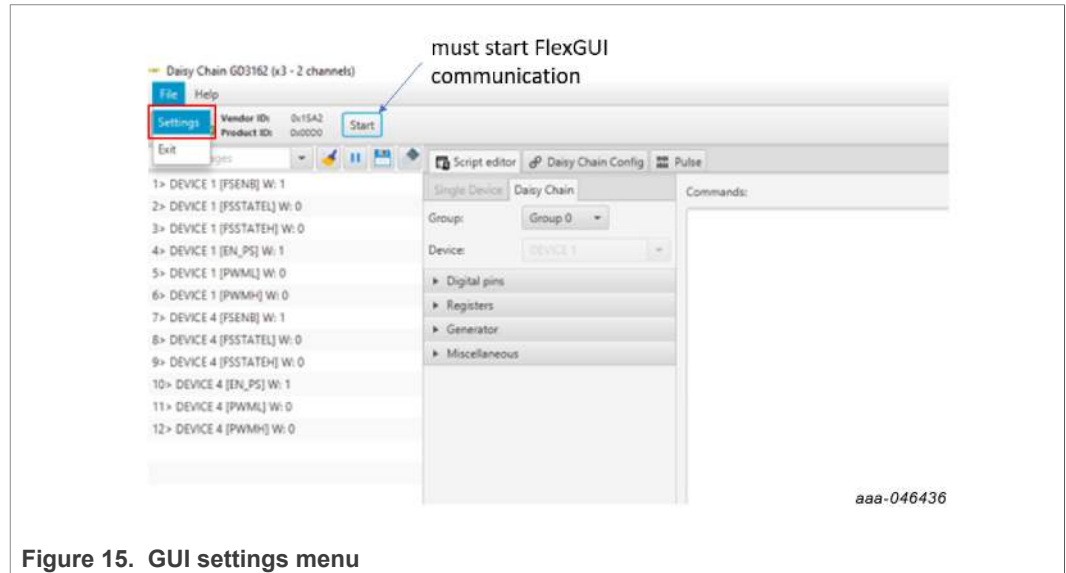 must start FlexGUI
communication
Daisy Chain GD3162 (x3 - 2 channels)
File Help
Settings Vendor ID: 0x15A2 Start
Product ID: 0x0000
Exit
Script editor Daisy Chain Config Pulse
1> DEVICE 1 [FSENB] W: 1
Single Device Daisy Chain Commands:
2> DEVICE 1 [FSSTATEL] W: 0
3> DEVICE 1 [FSSTATEH] W: 0
Group: Group 0
4> DEVICE 1 [EN_PS] W: 1
Device: DEVICE 1
5> DEVICE 1 [PWML] W: 0
Digital pins
6> DEVICE 1 [PWMH] W: 0
Registers
7> DEVICE 4 [FSENB] W: 1
Generator
8> DEVICE 4 [FSSTATEL] W: 0
Miscellaneous
9> DEVICE 4 [FSSTATEH] W: 0
10> DEVICE 4 [EN_PS] W: 1
11> DEVICE 4 [PWML] W: 0
12> DEVICE 4 [PWMH] W: 0
aaa-046436
Figure 15. GUI settings menu